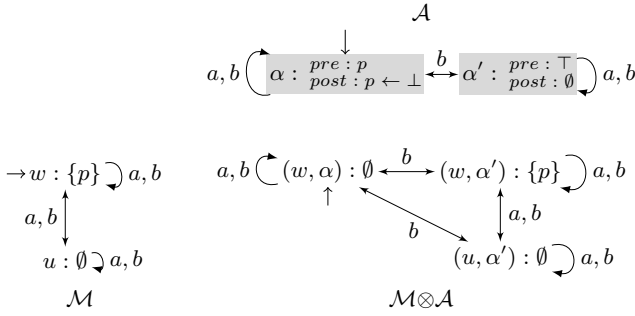 𝒜
a, b α : pre : p post : p ← ⊥ b α′ : pre : ⊤ post : ∅ a, b
→ w : {p} a, b
a, b
u : ∅ a, b
ℳ
a, b (w, α) : ∅ b (w, α′) : {p} a, b
b a, b
(u, α′) : ∅ a, b
ℳ⊗𝒜